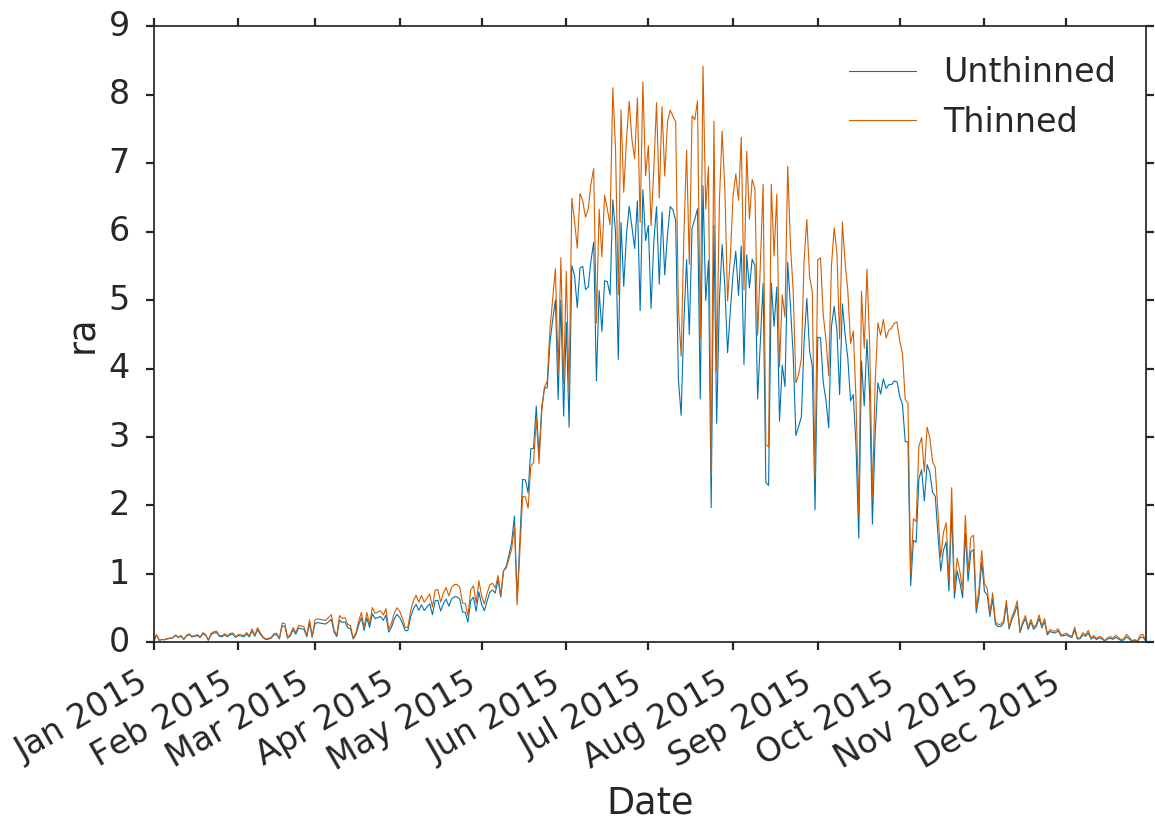 9
8
7
6
5
4
3
2
1
0
ra
Unthinned
Thinned
Jan 2015
Feb 2015
Mar 2015
Apr 2015
May 2015
Jun 2015
Jul 2015
Aug 2015
Sep 2015
Oct 2015
Nov 2015
Dec 2015
Date